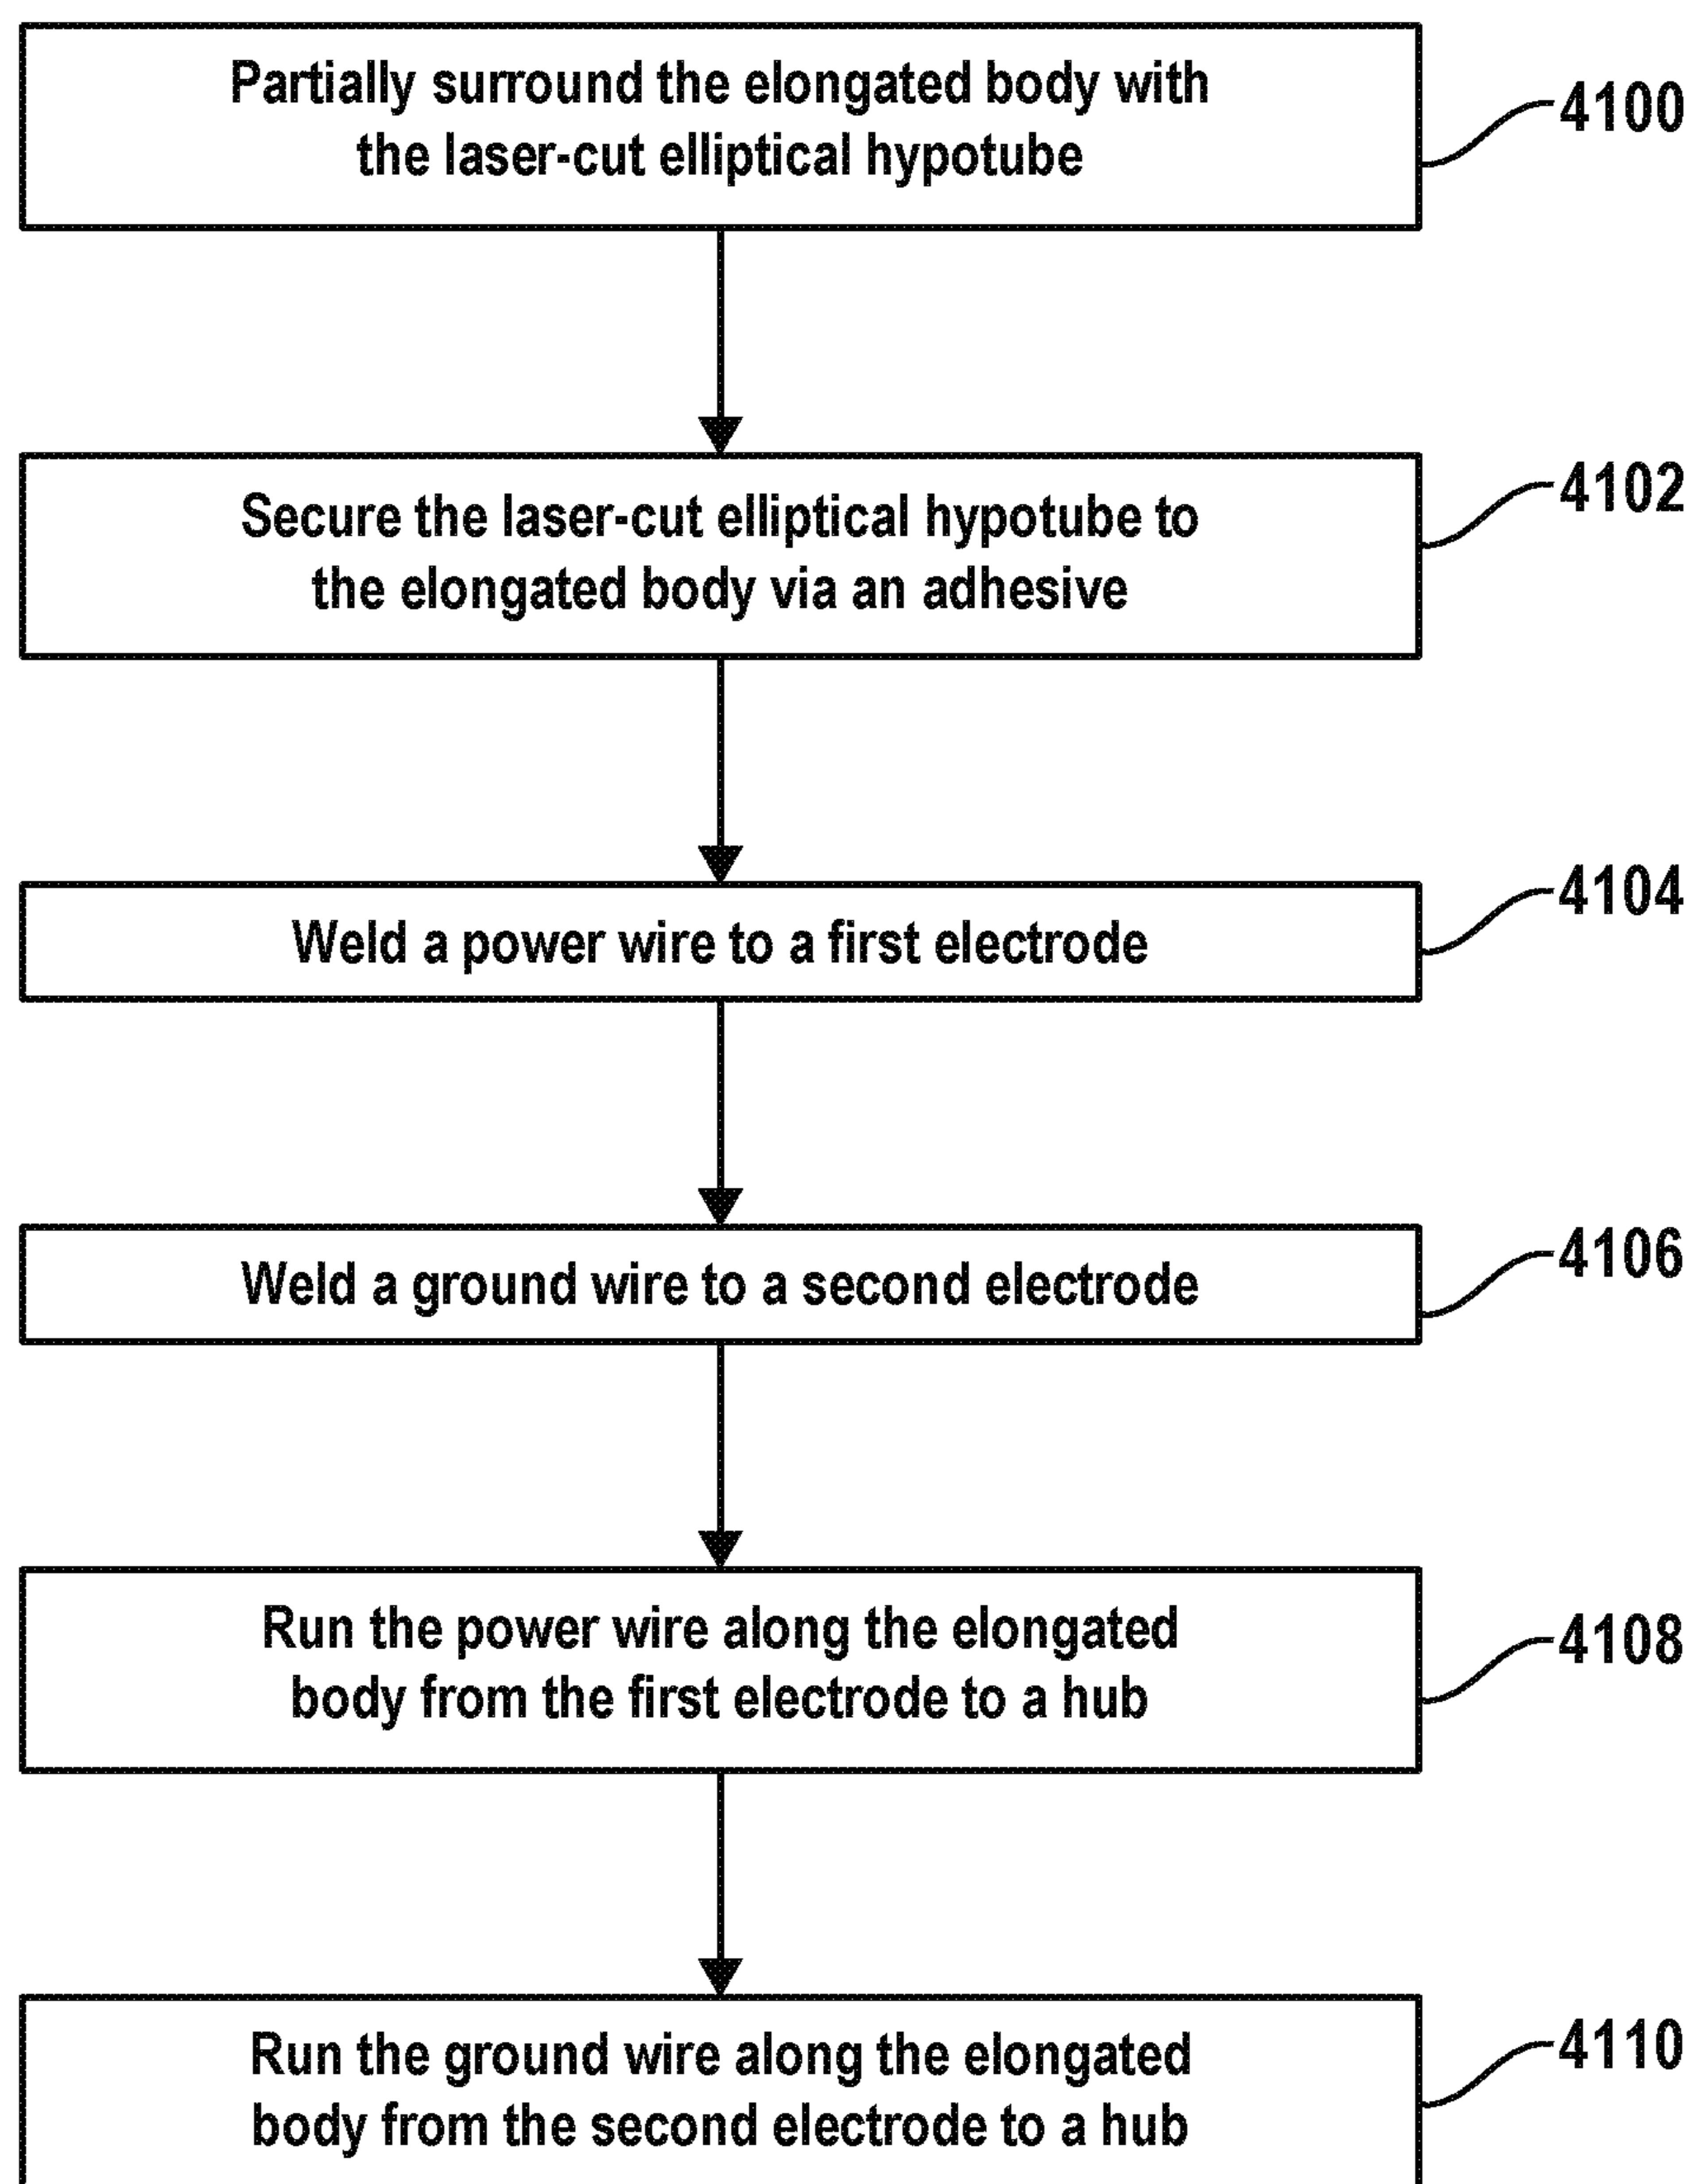 Partially surround the elongated body with
the laser-cut elliptical hypotube
4100
Secure the laser-cut elliptical hypotube to
the elongated body via an adhesive
4102
Weld a power wire to a first electrode
4104
Weld a ground wire to a second electrode
4106
Run the power wire along the elongated
body from the first electrode to a hub
4108
Run the ground wire along the elongated
body from the second electrode to a hub
4110